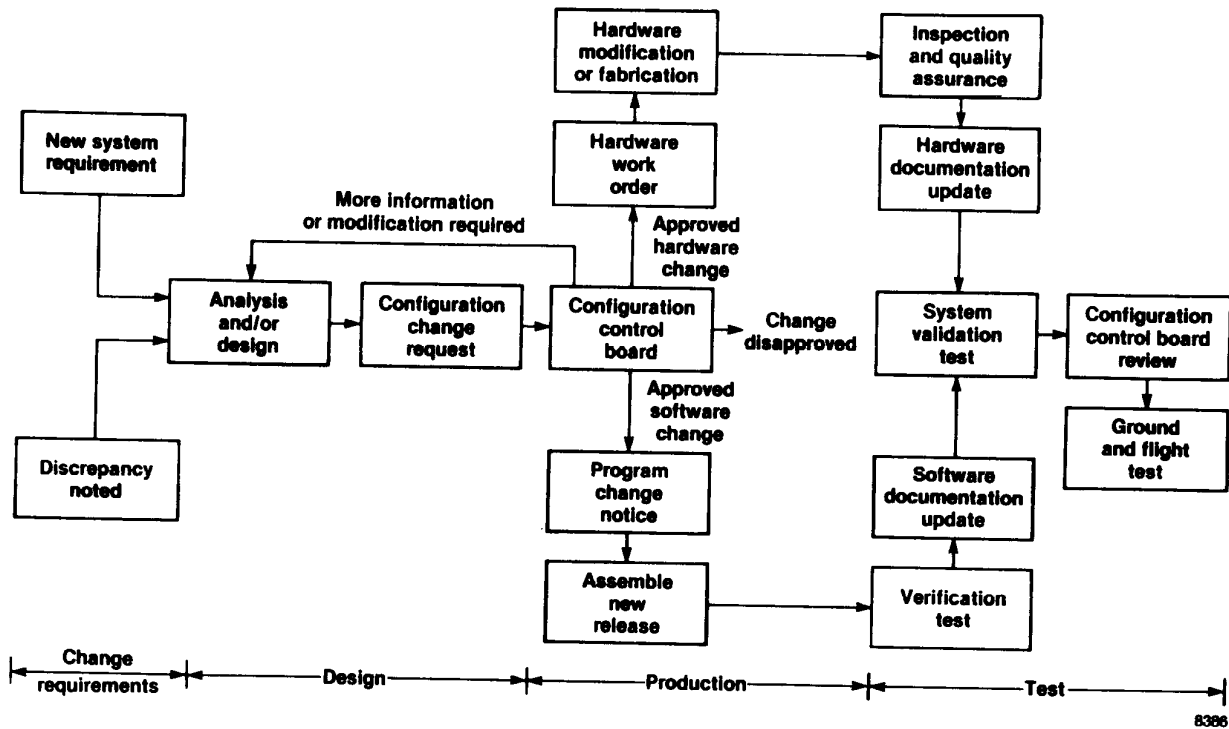 Hardware
modification
or fabrication
Inspection
and quality
assurance
New system
requirement
Hardware
work
order
Hardware
documentation
update
More information
or modification required
Approved
hardware
change
Analysis
and/or
design
Configuration
change
request
Configuration
control
board
Change
disapproved
System
validation
test
Configuration
control board
review
Approved
software
change
Ground
and flight
test
Discrepancy
noted
Program
change
notice
Software
documentation
update
Assemble
new
release
Verification
test
Change
requirements
Design
Production
Test
8386